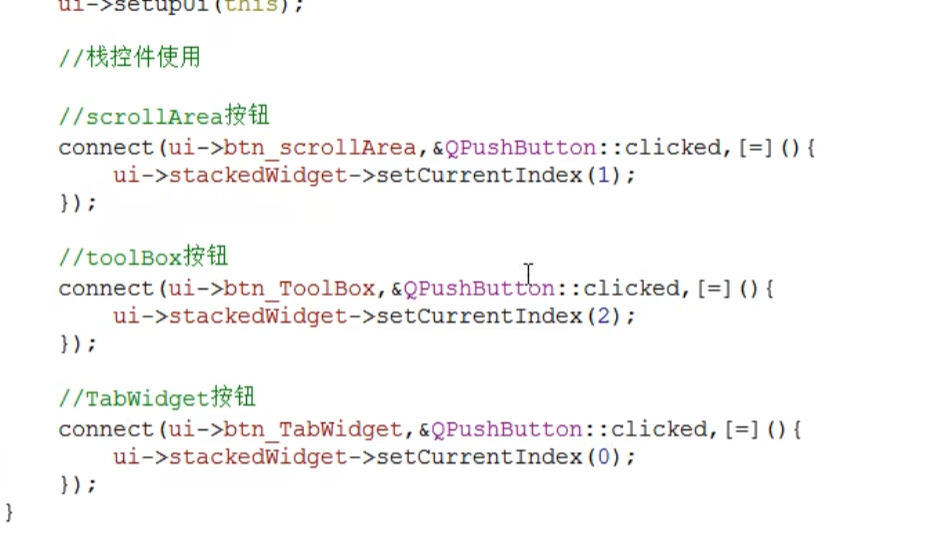 ui->setupUi(this);
//栈控件使用
//scrollArea按钮
connect(ui->btn_scrollArea,&QPushButton::clicked,[=](){
ui->stackedWidget->setCurrentIndex(1);
});
//toolBox按钮
connect(ui->btn_ToolBox,&QPushButton::clicked,[=](){
ui->stackedWidget->setCurrentIndex(2);
});
//TabWidget按钮
connect(ui->btn_TabWidget,&QPushButton::clicked,[=](){
ui->stackedWidget->setCurrentIndex(0);
});
}